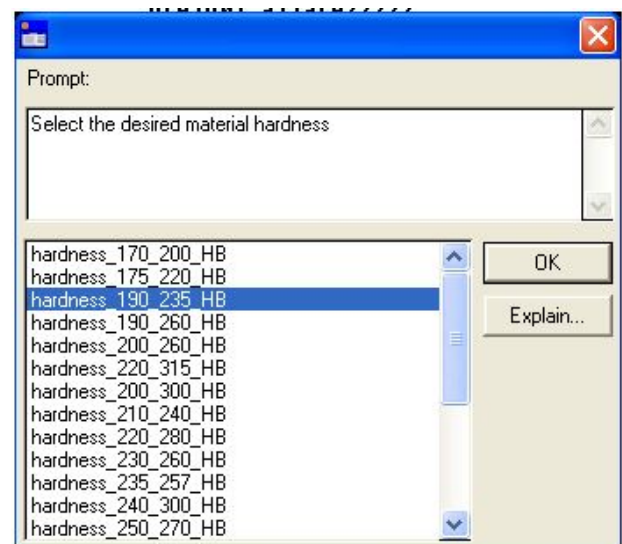 Prompt:
Select the desired material hardness
hardness_170_200_HB
hardness_175_220_HB
hardness_190_235_HB
hardness_190_260_HB
hardness_200_260_HB
hardness_220_315_HB
hardness_200_300_HB
hardness_210_240_HB
hardness_220_280_HB
hardness_230_260_HB
hardness_235_257_HB
hardness_240_300_HB
hardness_250_270_HB
OK
Explain...